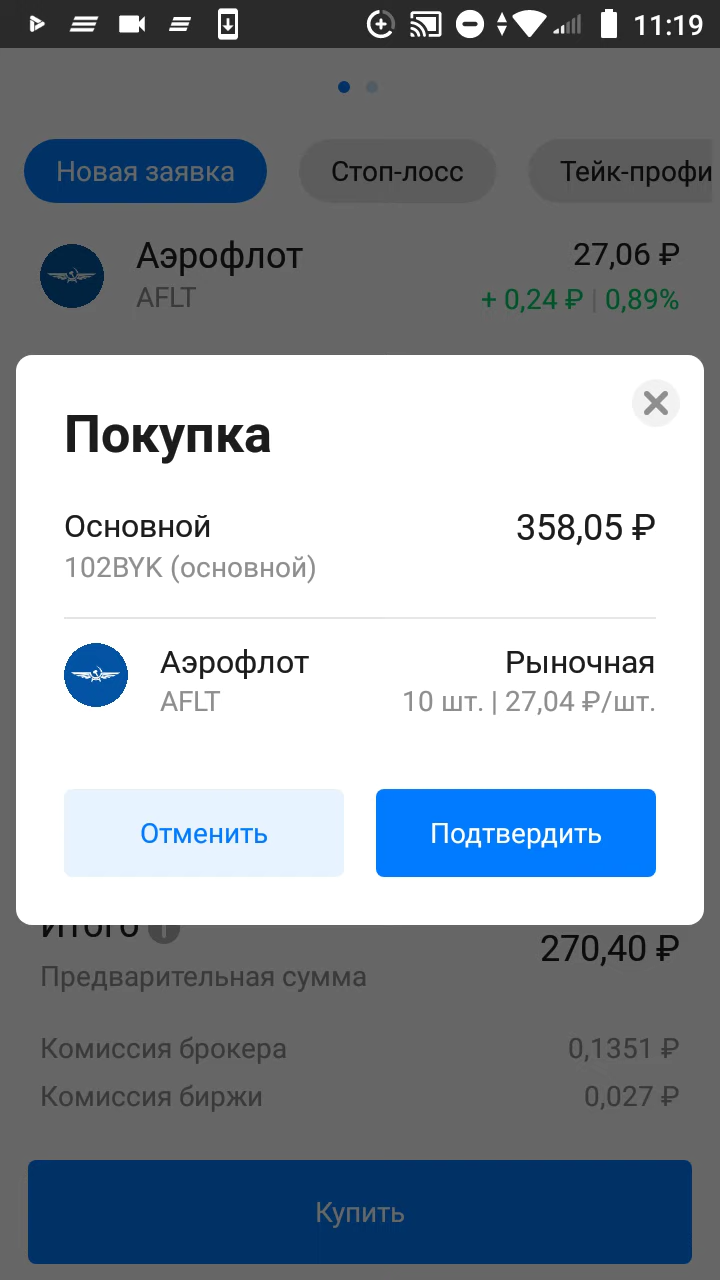 11:19
Новая заявка
Стоп-лосс
Тейк-профи
Аэрофлот
27,06 ₽
AFLT
+ 0,24 ₽ | 0,89%
Покупка
Основной
358,05 ₽
102BYK (основной)
Аэрофлот
Рыночная
AFLT
10 шт. | 27,04 ₽/шт.
Отменить
Подтвердить
Итого
270,40 ₽
Предварительная сумма
Комиссия брокера
0,1351 ₽
Комиссия биржи
0,027 ₽
Купить